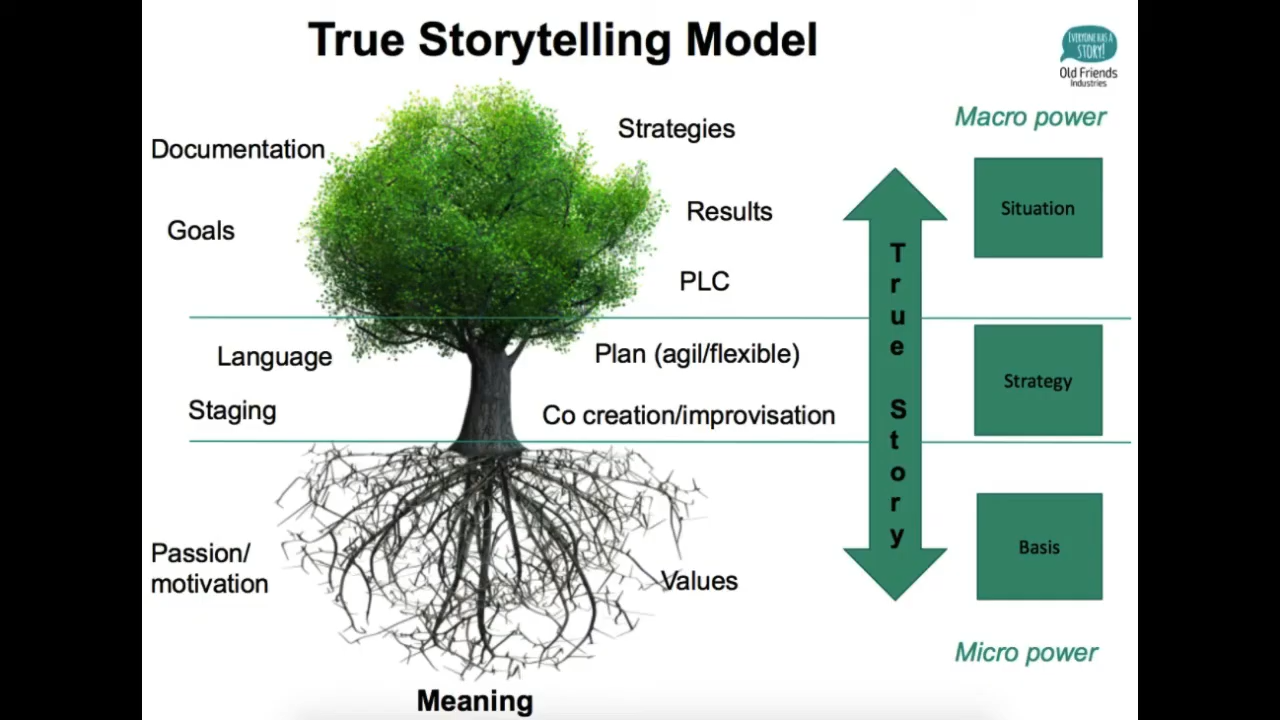 True Storytelling Model
EVERYONE HAS A
STORY!
Old Friends
Industries
Macro power
Strategies
Documentation
Situation
Results
Goals
PLC
Language
Plan (agil/flexible)
Strategy
Staging
Co creation/improvisation
True Story
Basis
Passion/
motivation
Values
Micro power
Meaning